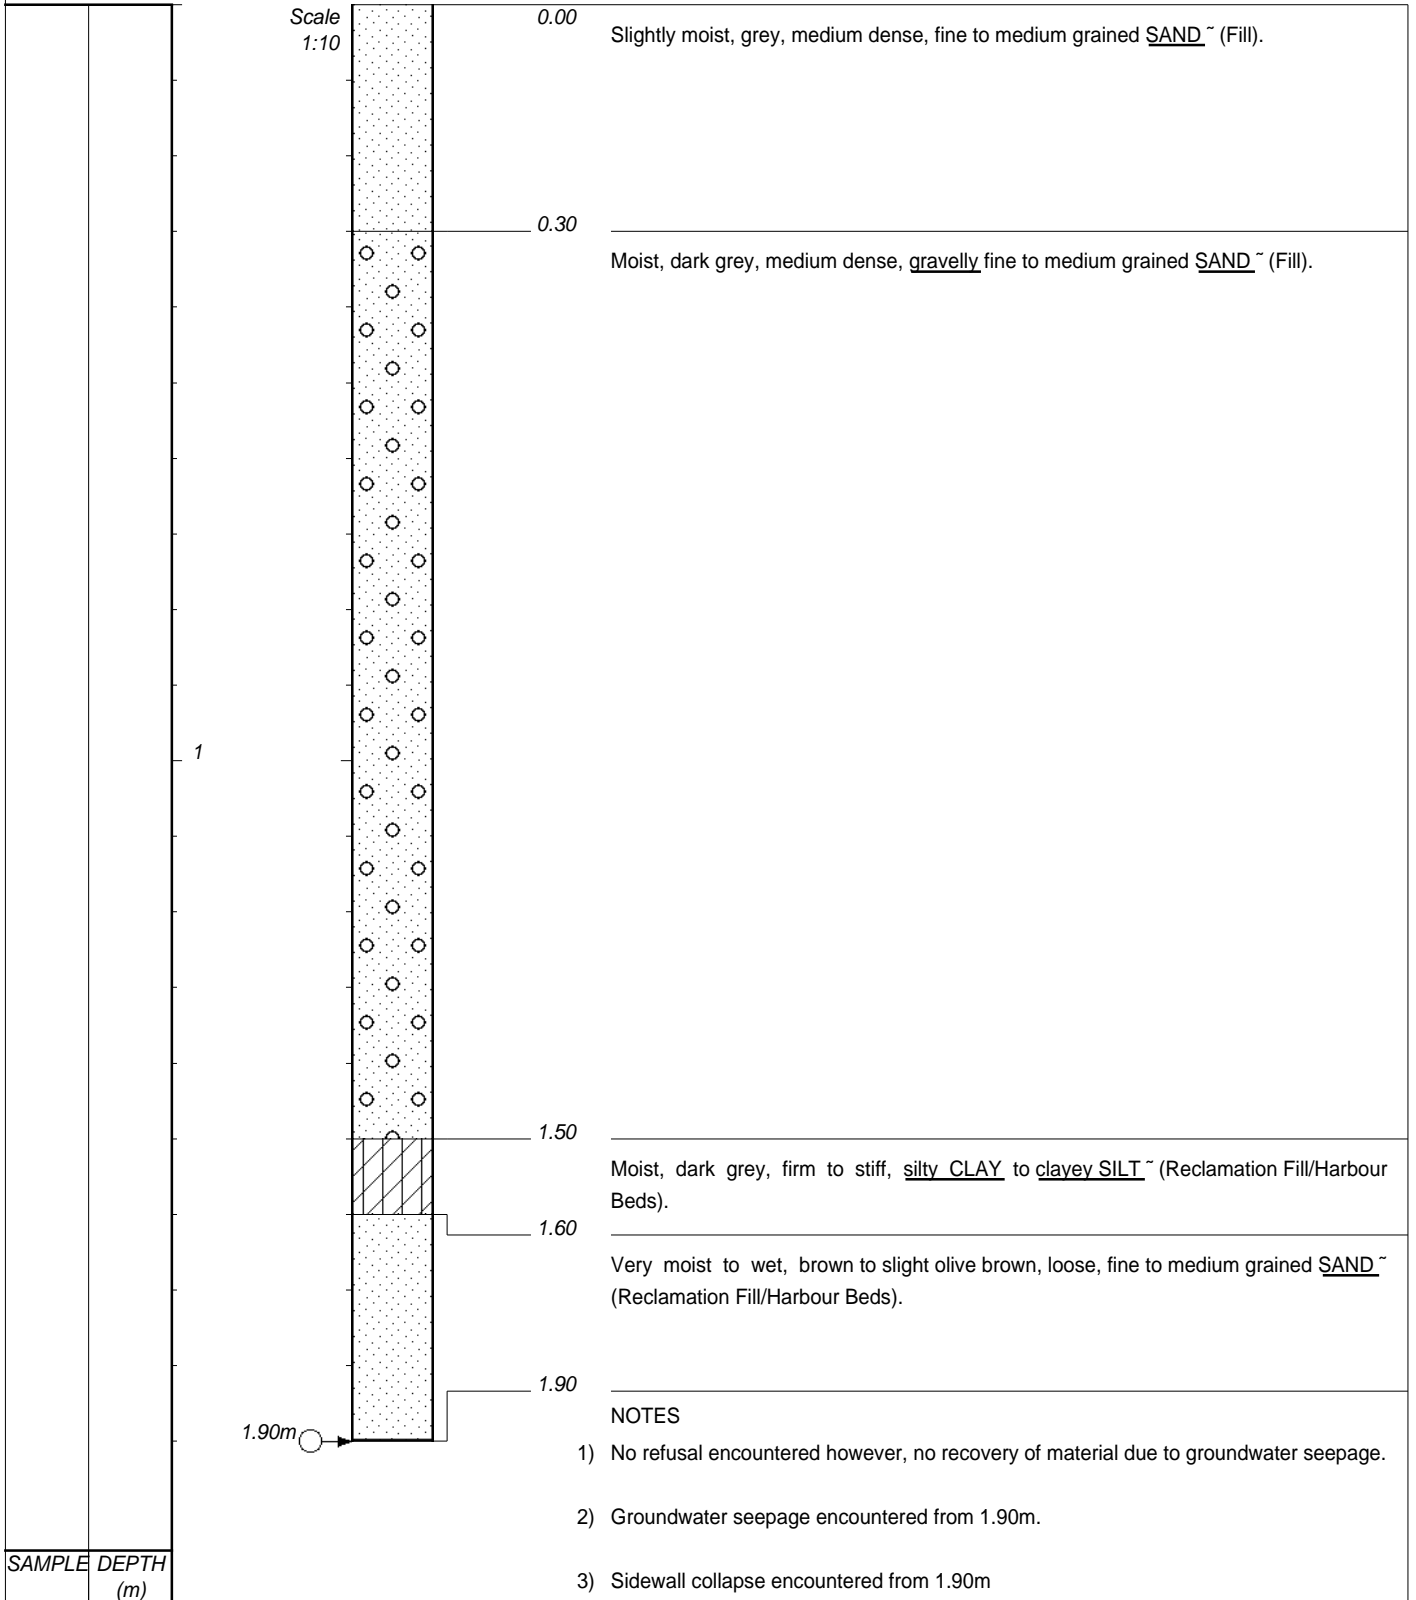 Scale
1:10
0.00
Slightly moist, grey, medium dense, fine to medium grained SAND ˜ (Fill).
0.30
Moist, dark grey, medium dense, gravelly fine to medium grained SAND ˜ (Fill).
1
1.50
Moist, dark grey, firm to stiff, silty CLAY to clayey SILT ˜ (Reclamation Fill/Harbour
Beds).
1.60
Very moist to wet, brown to slight olive brown, loose, fine to medium grained SAND ˜
(Reclamation Fill/Harbour Beds).
1.90
NOTES
1.90m
1) No refusal encountered however, no recovery of material due to groundwater seepage.
2) Groundwater seepage encountered from 1.90m.
3) Sidewall collapse encountered from 1.90m
SAMPLE DEPTH
(m)